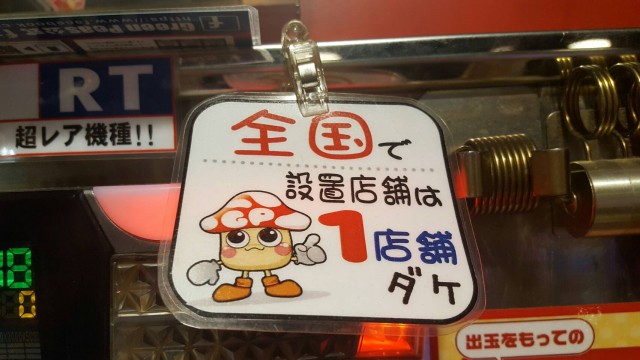 RT
超レア機種!!
全国で
設置店舗は
1店舗
ダケ
GP
出玉をもっての